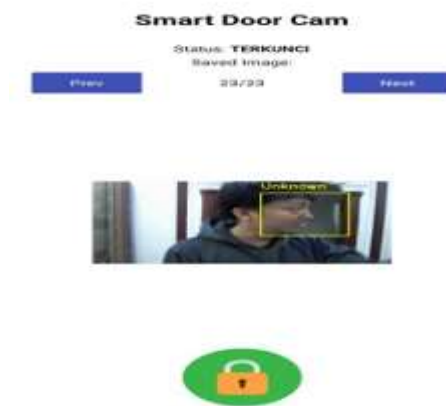 Smart Door Cam
Status: TERKUNCI
Saved Image:
Prev
23/23
Next
Unknown